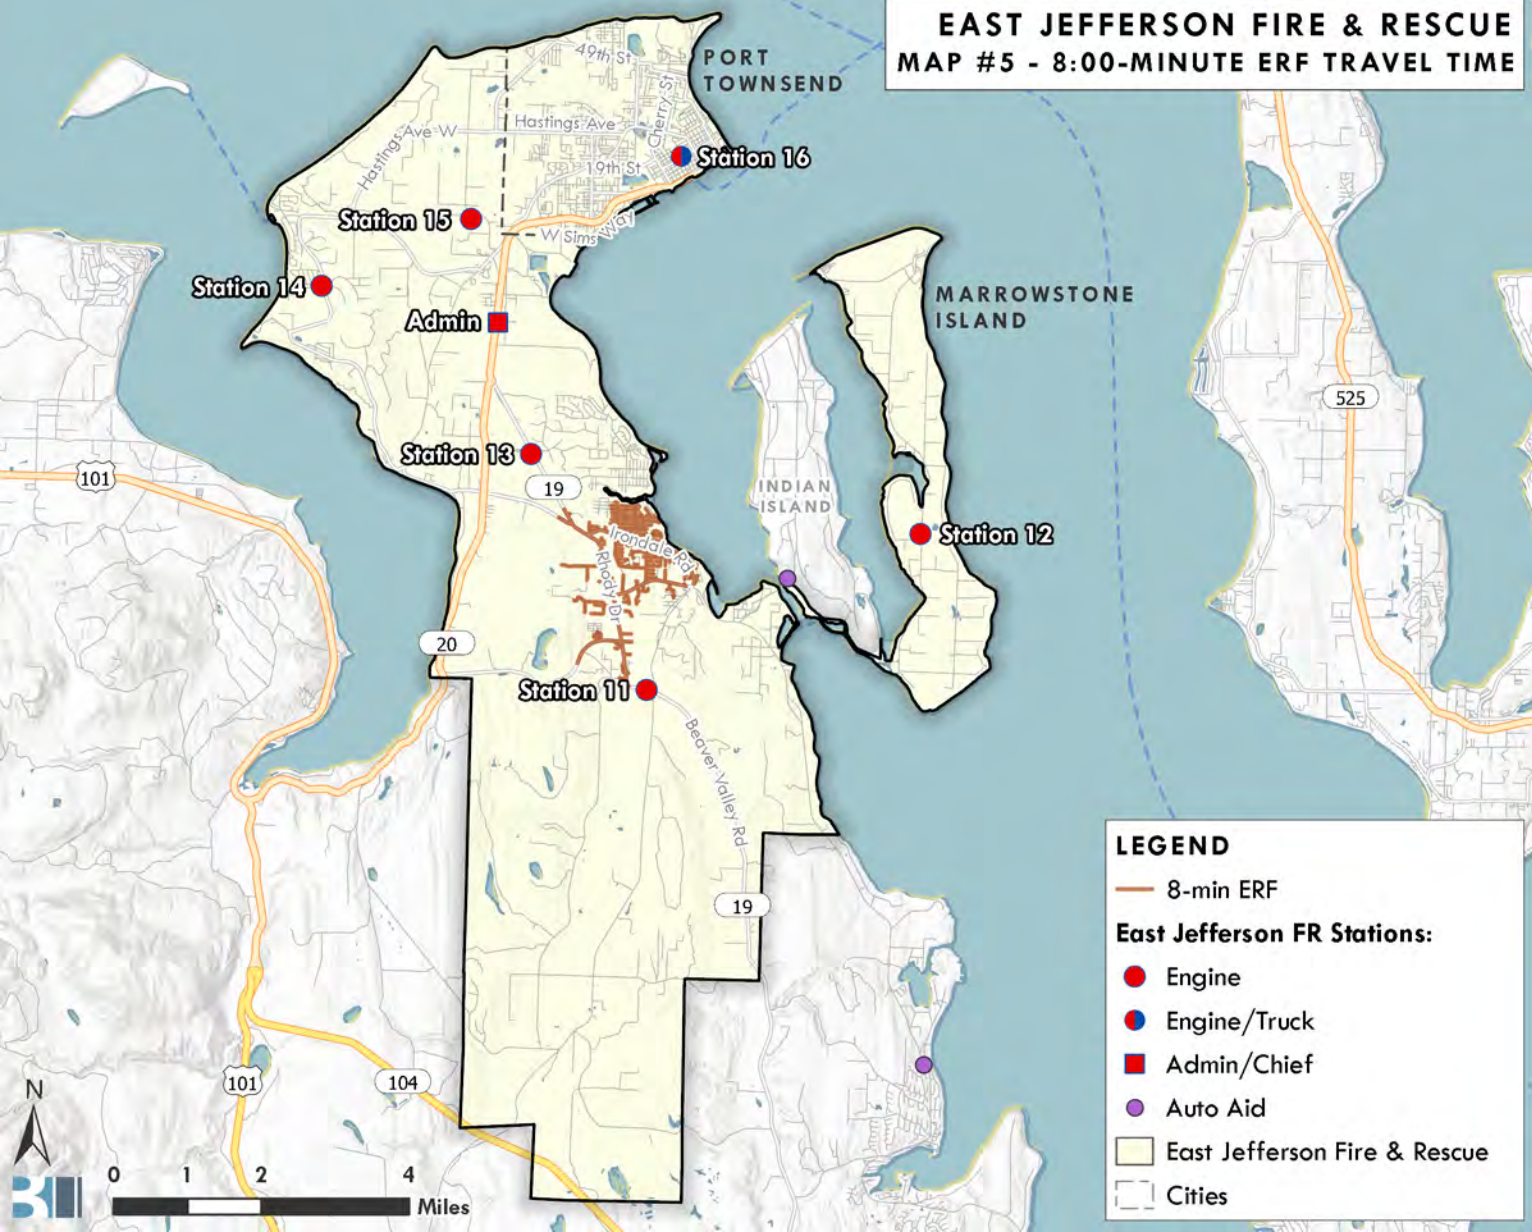 EAST JEFFERSON FIRE & RESCUE
MAP #5 - 8:00-MINUTE ERF TRAVEL TIME
PORT
TOWNSEND
49th St
Cherry St
Hastings Ave W
Hastings Ave
19th St
Station 16
Station 15
W Sims Way
Station 14
Admin
MARROWSTONE
ISLAND
525
Station 13
101
19
INDIAN
ISLAND
Station 12
Irondale Rd
Rhody Dr
20
Station 11
Beaver Valley Rd
19
101
104
N
0 1 2 4
Miles
LEGEND
8-min ERF
East Jefferson FR Stations:
Engine
Engine/Truck
Admin/Chief
Auto Aid
East Jefferson Fire & Rescue
Cities